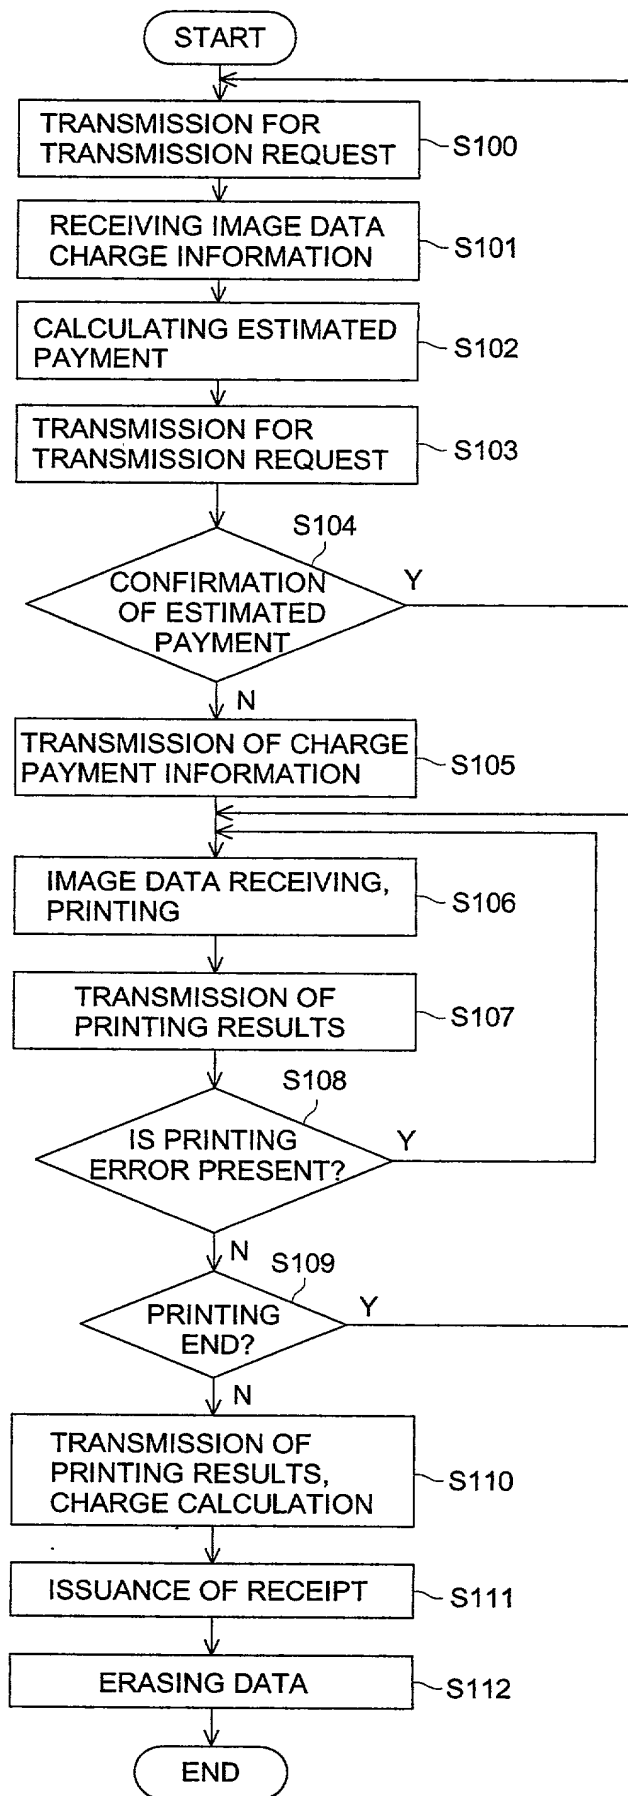 START
TRANSMISSION FOR
TRANSMISSION REQUEST
S100
RECEIVING IMAGE DATA
CHARGE INFORMATION
S101
CALCULATING ESTIMATED
PAYMENT
S102
TRANSMISSION FOR
TRANSMISSION REQUEST
S103
S104
CONFIRMATION
OF ESTIMATED
PAYMENT
Y
N
TRANSMISSION OF CHARGE
PAYMENT INFORMATION
S105
IMAGE DATA RECEIVING,
PRINTING
S106
TRANSMISSION OF
PRINTING RESULTS
S107
S108
IS PRINTING
ERROR PRESENT?
Y
N
S109
PRINTING
END?
Y
N
TRANSMISSION OF
PRINTING RESULTS,
CHARGE CALCULATION
S110
ISSUANCE OF RECEIPT
S111
ERASING DATA
S112
END